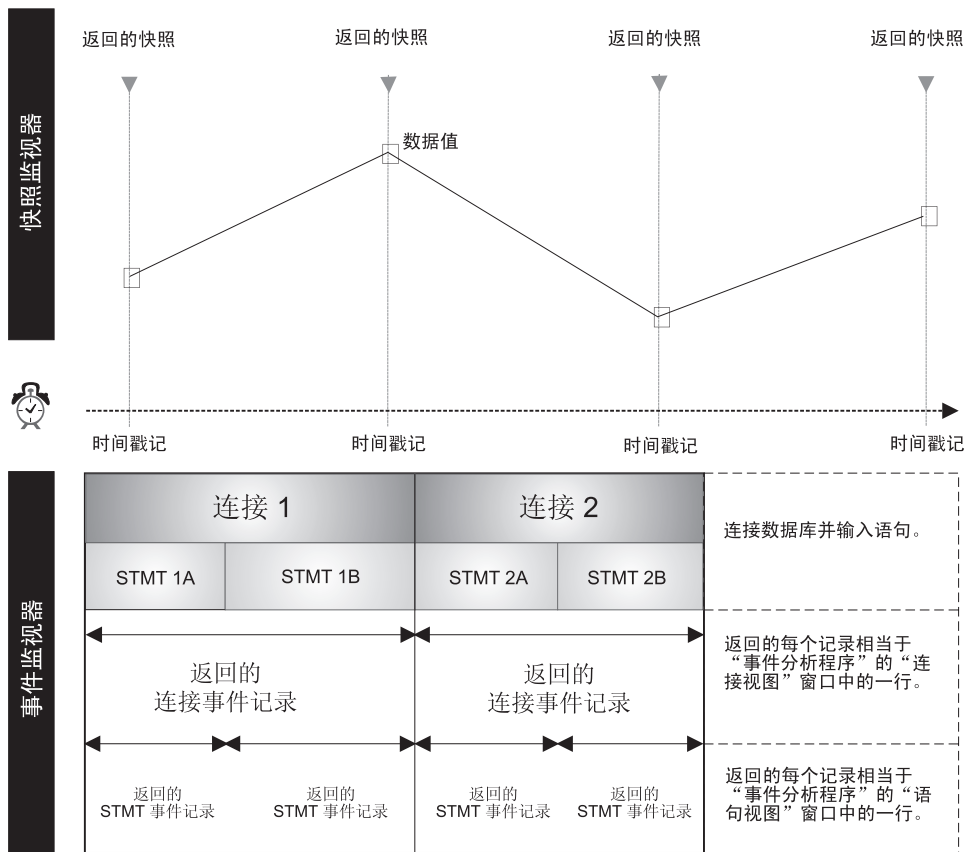 快照监视器
返回的快照
返回的快照
返回的快照
返回的快照
数据值
时间戳记
时间戳记
时间戳记
时间戳记
事件监视器
连接 1
连接 2
STMT 1A
STMT 1B
STMT 2A
STMT 2B
连接数据库并输入语句。
返回的
连接事件记录
返回的
连接事件记录
返回的每个记录相当于
“事件分析程序”的“连
接视图”窗口中的一行。
返回的
STMT 事件记录
返回的
STMT 事件记录
返回的
STMT 事件记录
返回的
STMT 事件记录
返回的每个记录相当于
“事件分析程序”的“语
句视图”窗口中的一行。